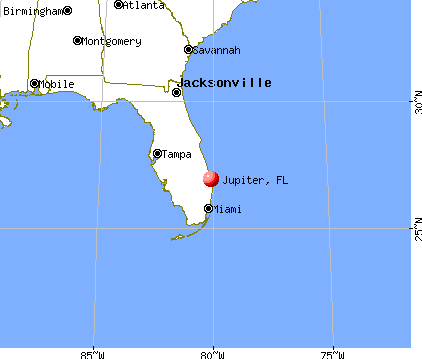 Atlanta
Birmingham
Montgomery
Savannah
Mobile
Jacksonville
30°N
Tampa
Jupiter, FL
Miami
25°N
85°W
80°W
75°W